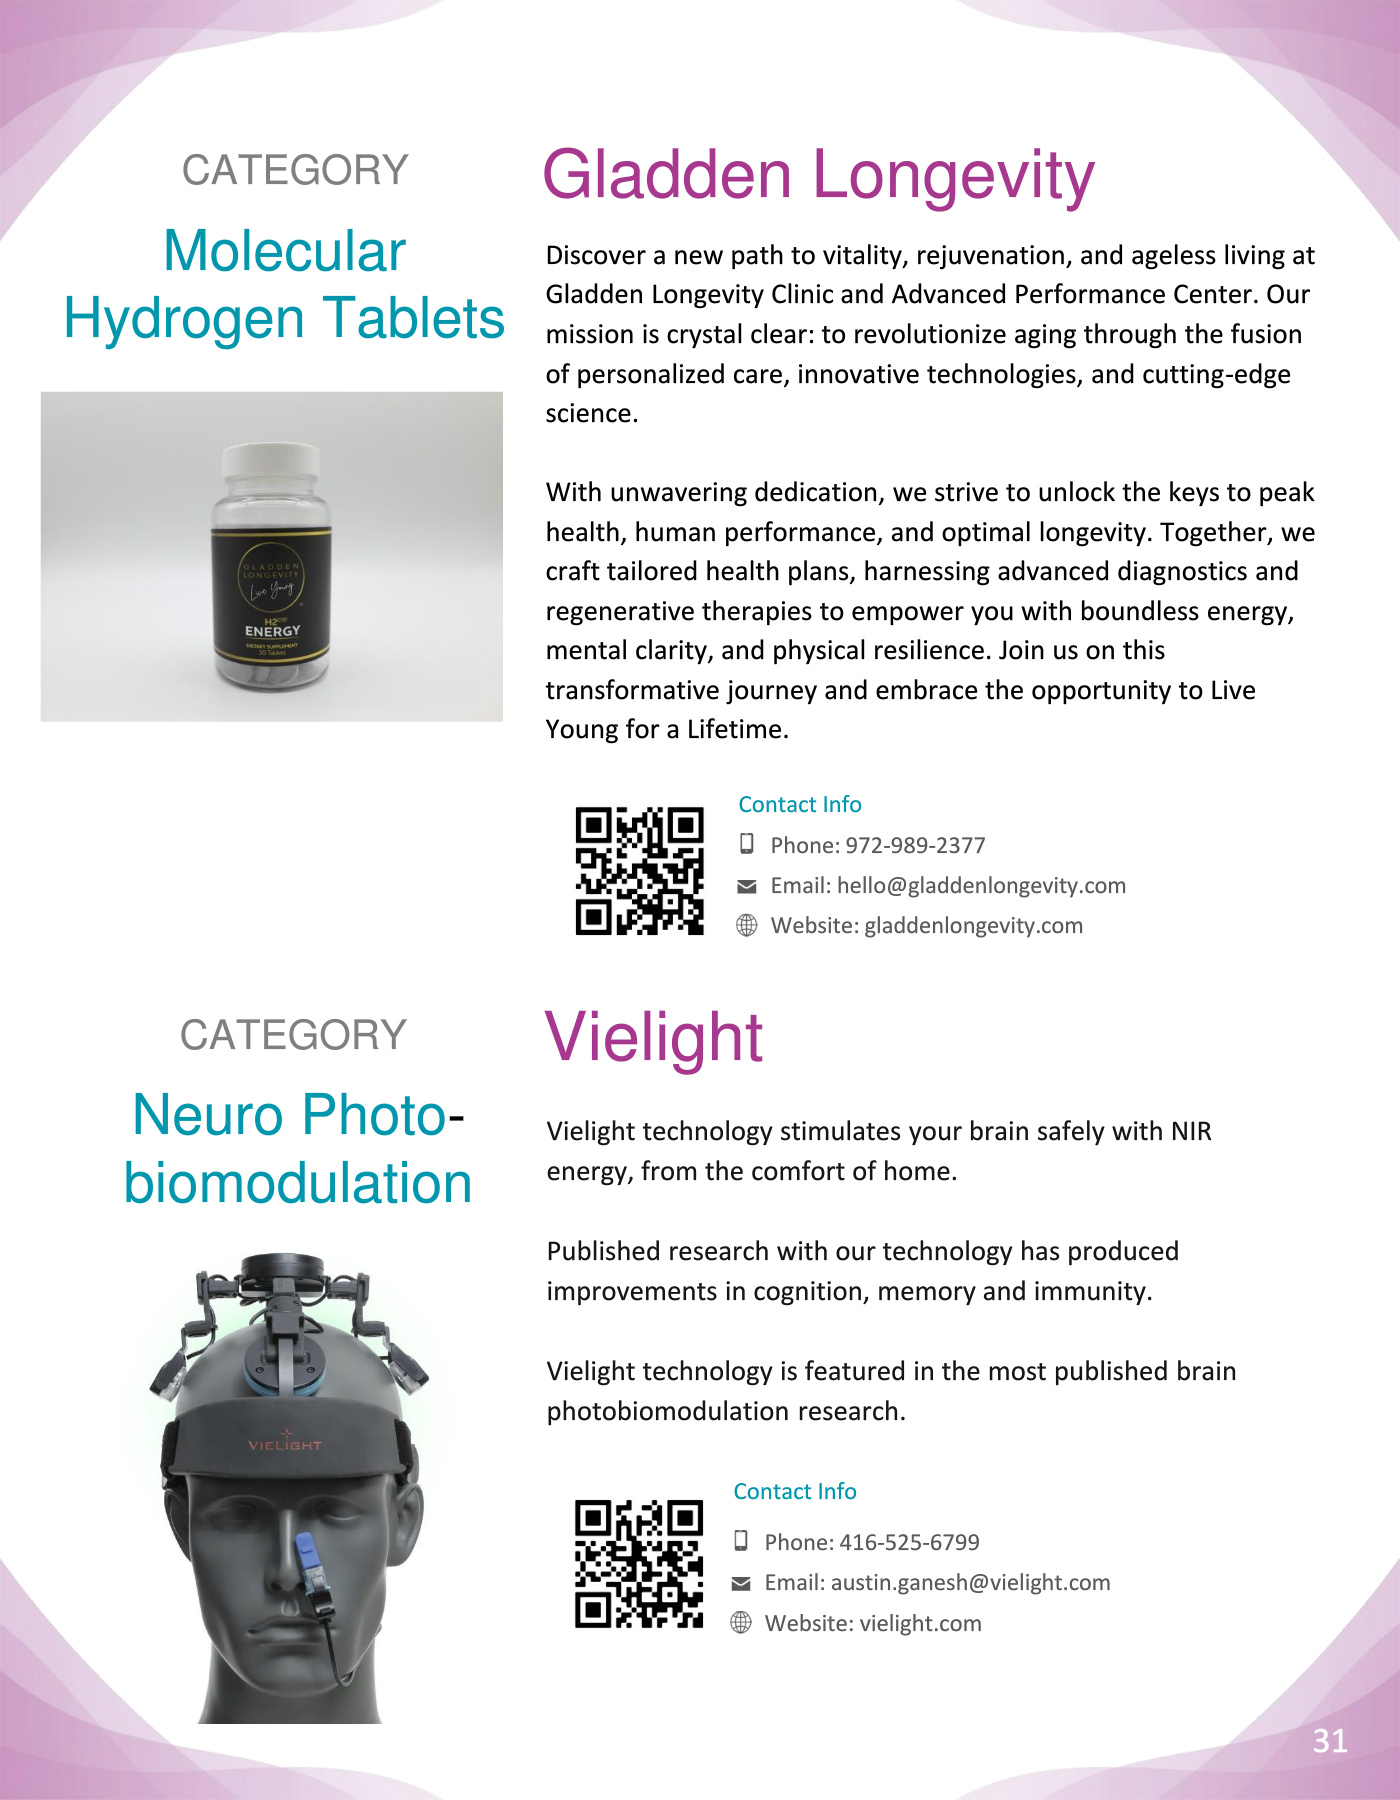 CATEGORY
Molecular
Hydrogen Tablets
GLADDEN
LONGEVITY
Live Young
H2
ENERGY
DIETARY SUPPLEMENT
30 Tablets
Gladden Longevity
Discover a new path to vitality, rejuvenation, and ageless living at
Gladden Longevity Clinic and Advanced Performance Center. Our
mission is crystal clear: to revolutionize aging through the fusion
of personalized care, innovative technologies, and cutting-edge
science.
With unwavering dedication, we strive to unlock the keys to peak
health, human performance, and optimal longevity. Together, we
craft tailored health plans, harnessing advanced diagnostics and
regenerative therapies to empower you with boundless energy,
mental clarity, and physical resilience. Join us on this
transformative journey and embrace the opportunity to Live
Young for a Lifetime.
Contact Info
Phone: 972-989-2377
Email: hello@gladdenlongevity.com
Website: gladdenlongevity.com
CATEGORY
Neuro Photo-
biomodulation
VIELIGHT
Vielight
Vielight technology stimulates your brain safely with NIR
energy, from the comfort of home.
Published research with our technology has produced
improvements in cognition, memory and immunity.
Vielight technology is featured in the most published brain
photobiomodulation research.
Contact Info
Phone: 416-525-6799
Email: austin.ganesh@vielight.com
Website: vielight.com
31